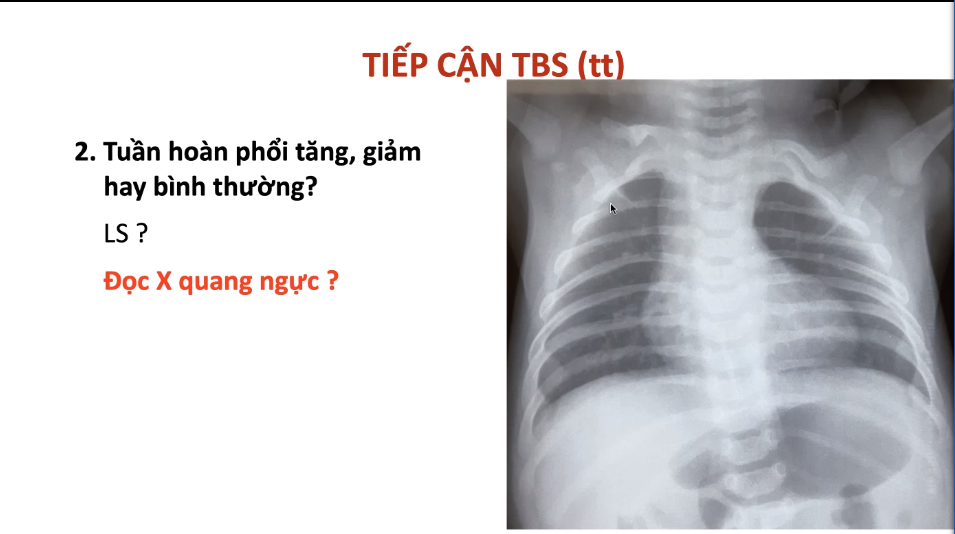 TIẾP CẬN TBS (tt)
2. Tuần hoàn phổi tăng, giảm
hay bình thường?
LS ?
Đọc X quang ngực ?